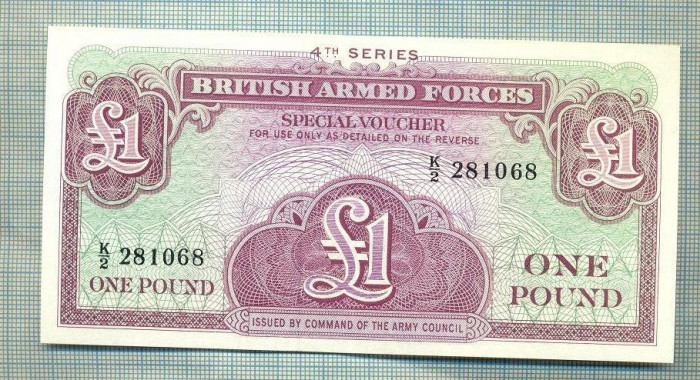 4TH SERIES
BRITISH ARMED FORCES
SPECIAL VOUCHER
FOR USE ONLY AS DETAILED ON THE REVERSE
£1
£1
K/2 281068
£1
K/2 281068
ONE POUND
ONE
POUND
ISSUED BY COMMAND OF THE ARMY COUNCIL